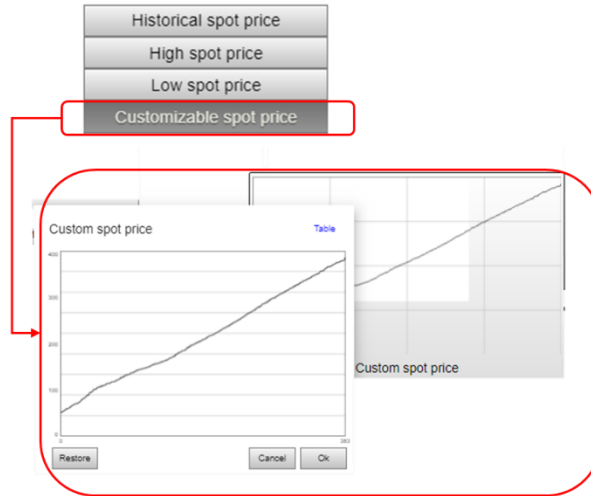 Historical spot price
High spot price
Low spot price
Customizable spot price
Custom spot price
Table
400
300
200
100
0
0
Custom spot price
Restore
Cancel
Ok